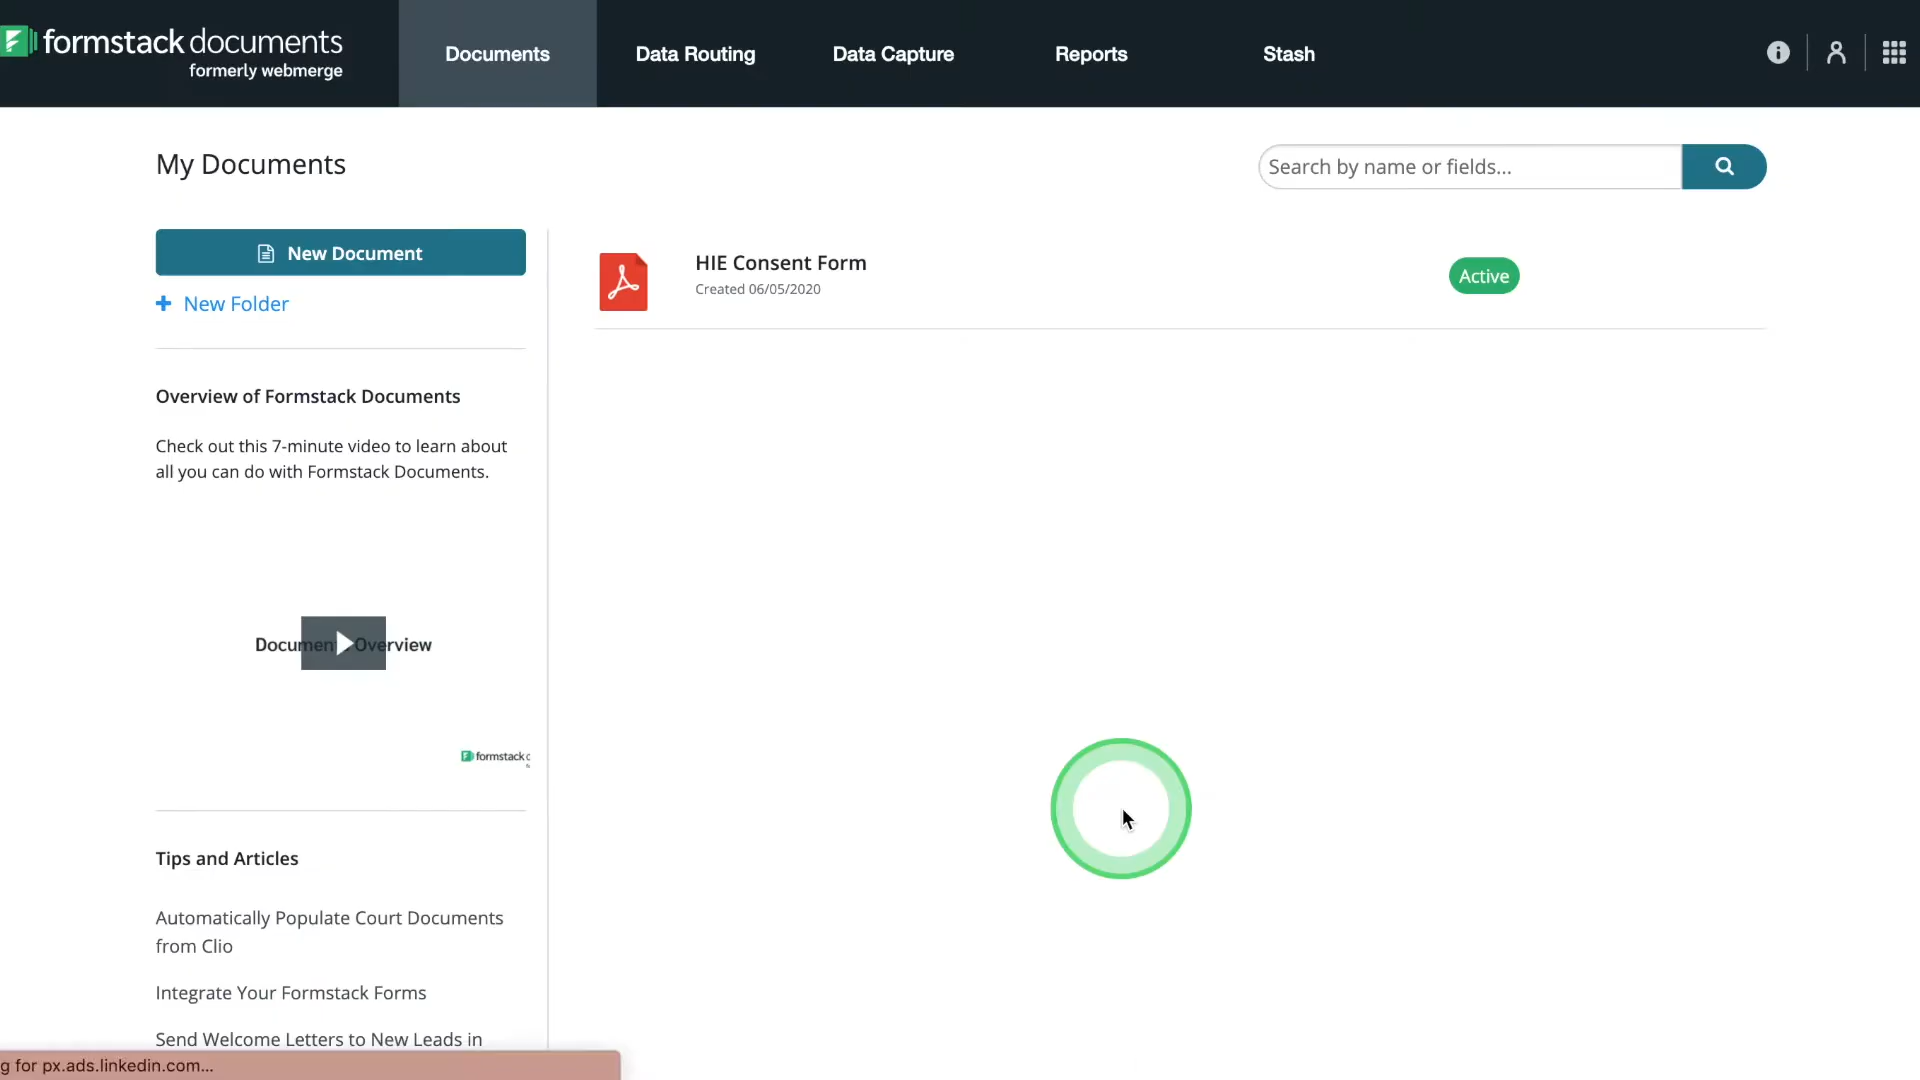 formstack documents
formerly webmerge
Documents
Data Routing
Data Capture
Reports
Stash
My Documents
Search by name or fields...
New Document
New Folder
HIE Consent Form
Created 06/05/2020
Active
Overview of Formstack Documents
Check out this 7-minute video to learn about
all you can do with Formstack Documents.
Overview
formstack
Tips and Articles
Automatically Populate Court Documents
from Clio
Integrate Your Formstack Forms
Send Welcome Letters to New Leads in
g for px.ads.linkedin.com...